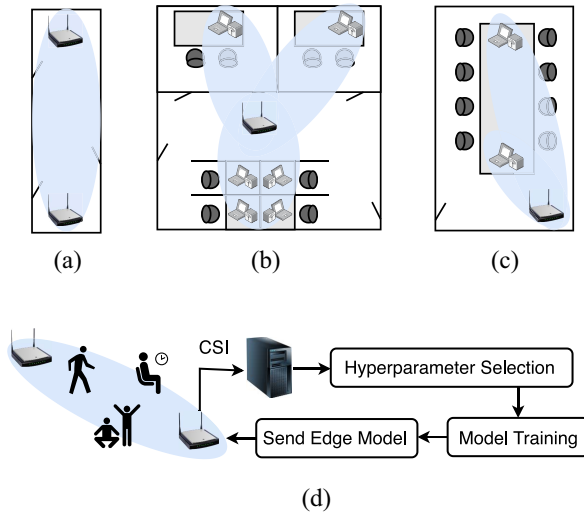 (a)
(b)
(c)
CSI
Hyperparameter Selection
Send Edge Model
Model Training
(d)